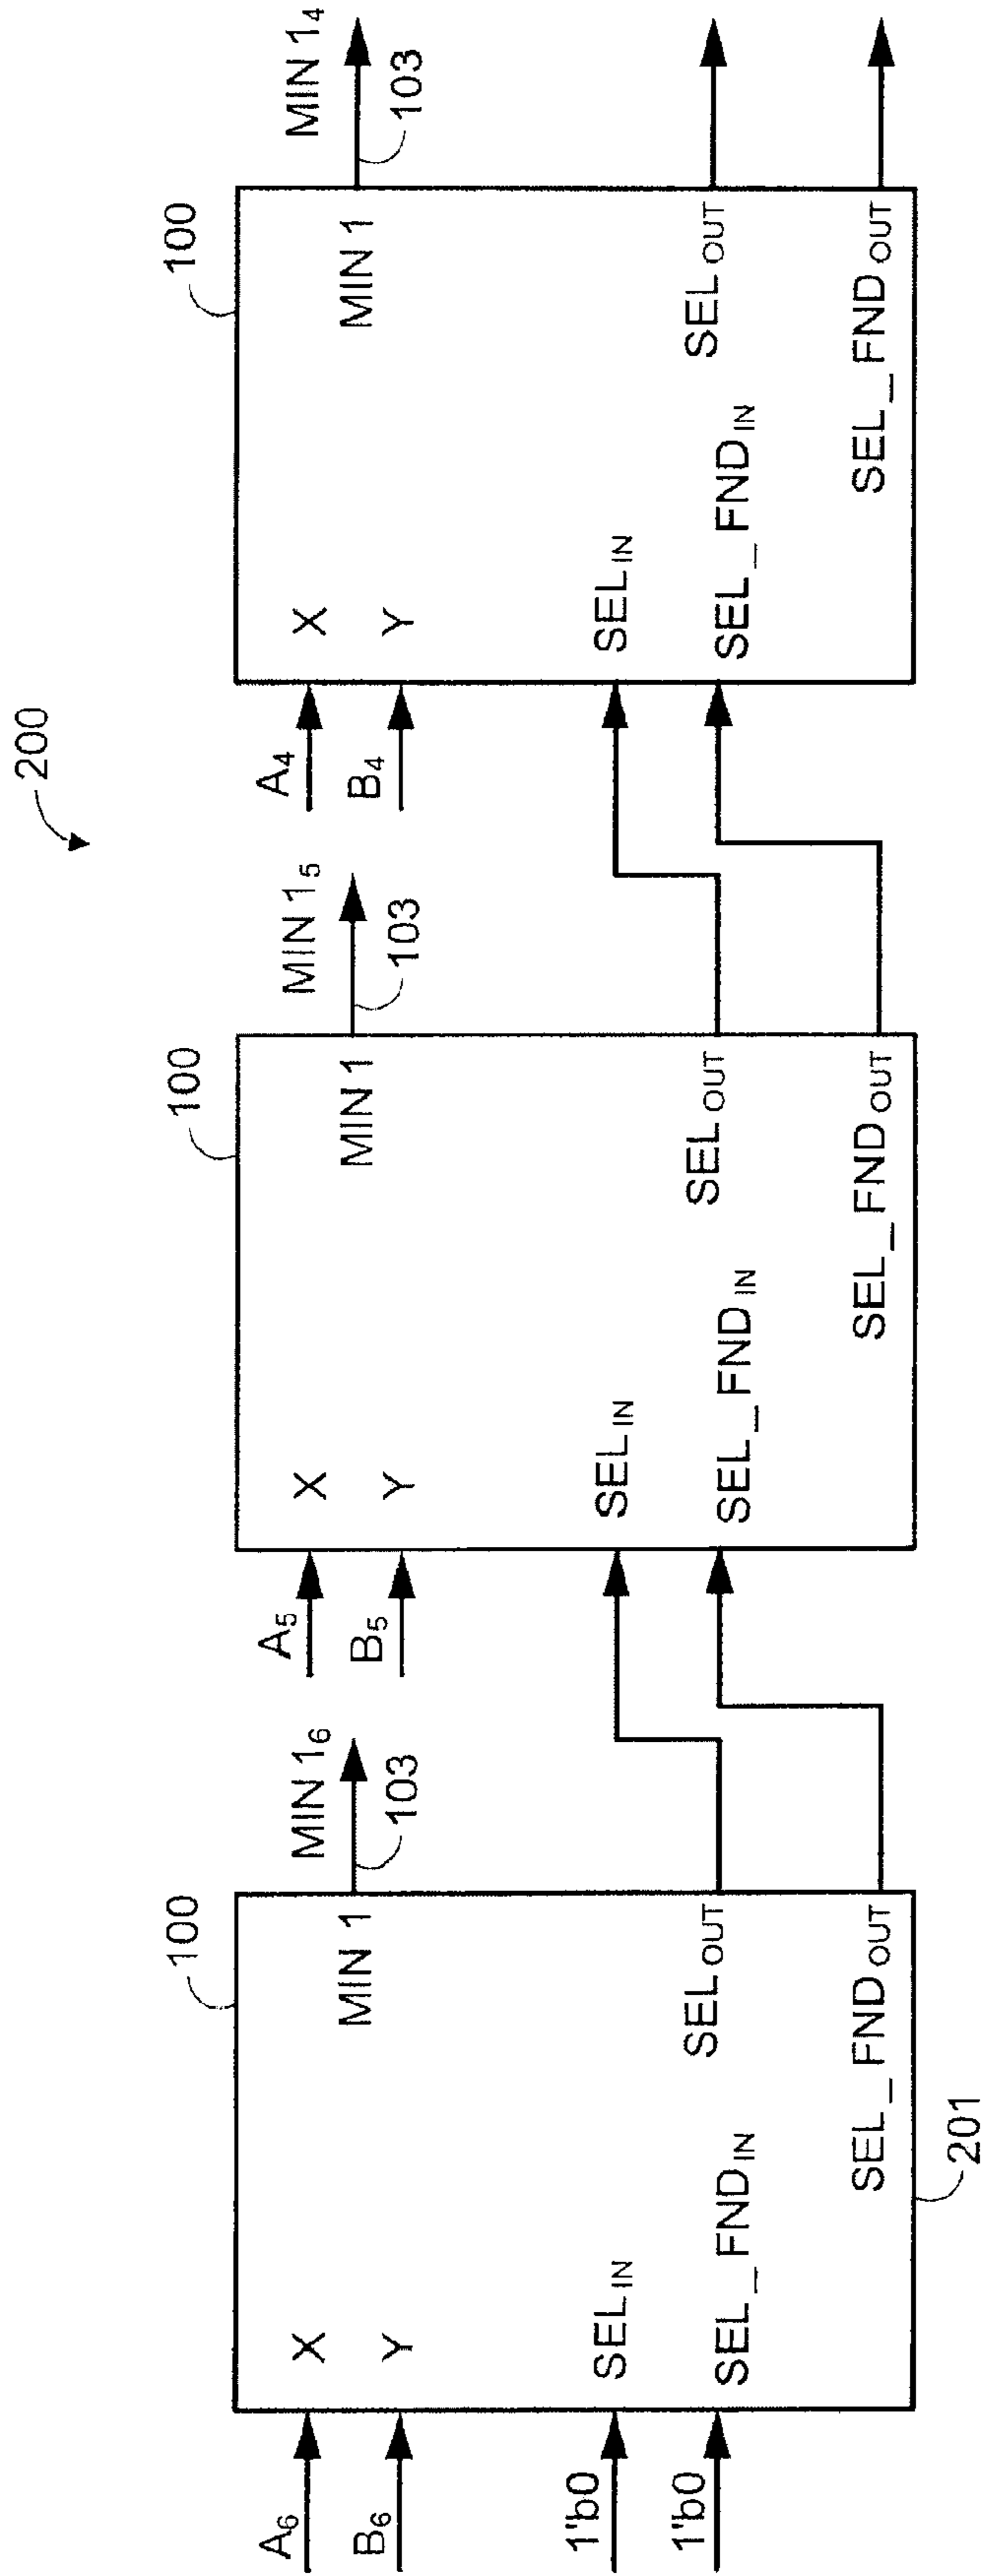 200
100
100
100
A₆
X
MIN 1
MIN 1₆
103
B₆
Y
1'b0
SEL_IN
SEL_OUT
1'b0
SEL_FND_IN
SEL_FND_OUT
201
A₅
X
MIN 1
MIN 1₅
103
B₅
Y
SEL_IN
SEL_OUT
SEL_FND_IN
SEL_FND_OUT
A₄
X
MIN 1
MIN 1₄
103
B₄
Y
SEL_IN
SEL_OUT
SEL_FND_IN
SEL_FND_OUT